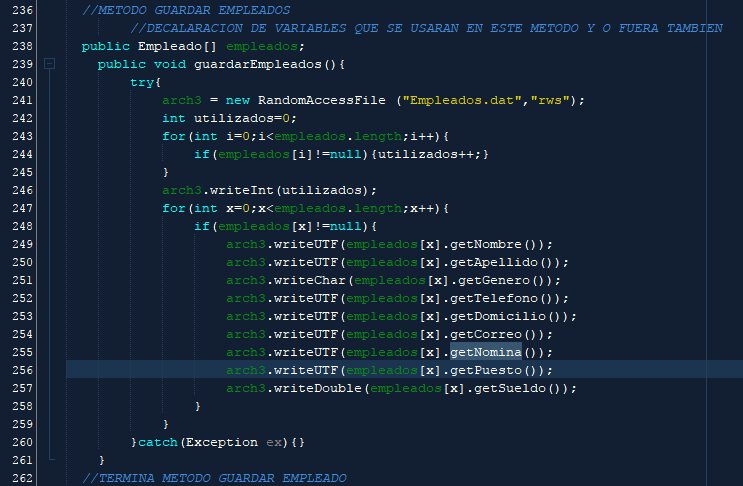 236 //METODO GUARDAR EMPLEADOS
237 //DECALARACION DE VARIABLES QUE SE USARAN EN ESTE METODO Y O FUERA TAMBIEN
238 public Empleado[] empleados;
239 public void guardarEmpleados(){
240 try{
241 arch3 = new RandomAccessFile ("Empleados.dat","rws");
242 int utilizados=0;
243 for(int i=0;i<empleados.length;i++){
244 if(empleados[i]!=null){utilizados++;}
245 }
246 arch3.writeInt(utilizados);
247 for(int x=0;x<empleados.length;x++){
248 if(empleados[x]!=null){
249 arch3.writeUTF(empleados[x].getNombre());
250 arch3.writeUTF(empleados[x].getApellido());
251 arch3.writeChar(empleados[x].getGenero());
252 arch3.writeUTF(empleados[x].getTelefono());
253 arch3.writeUTF(empleados[x].getDomicilio());
254 arch3.writeUTF(empleados[x].getCorreo());
255 arch3.writeUTF(empleados[x].getNomina());
256 arch3.writeUTF(empleados[x].getPuesto());
257 arch3.writeDouble(empleados[x].getSueldo());
258 }
259 }
260 }catch(Exception ex){}
261 }
262 //TERMINA METODO GUARDAR EMPLEADO